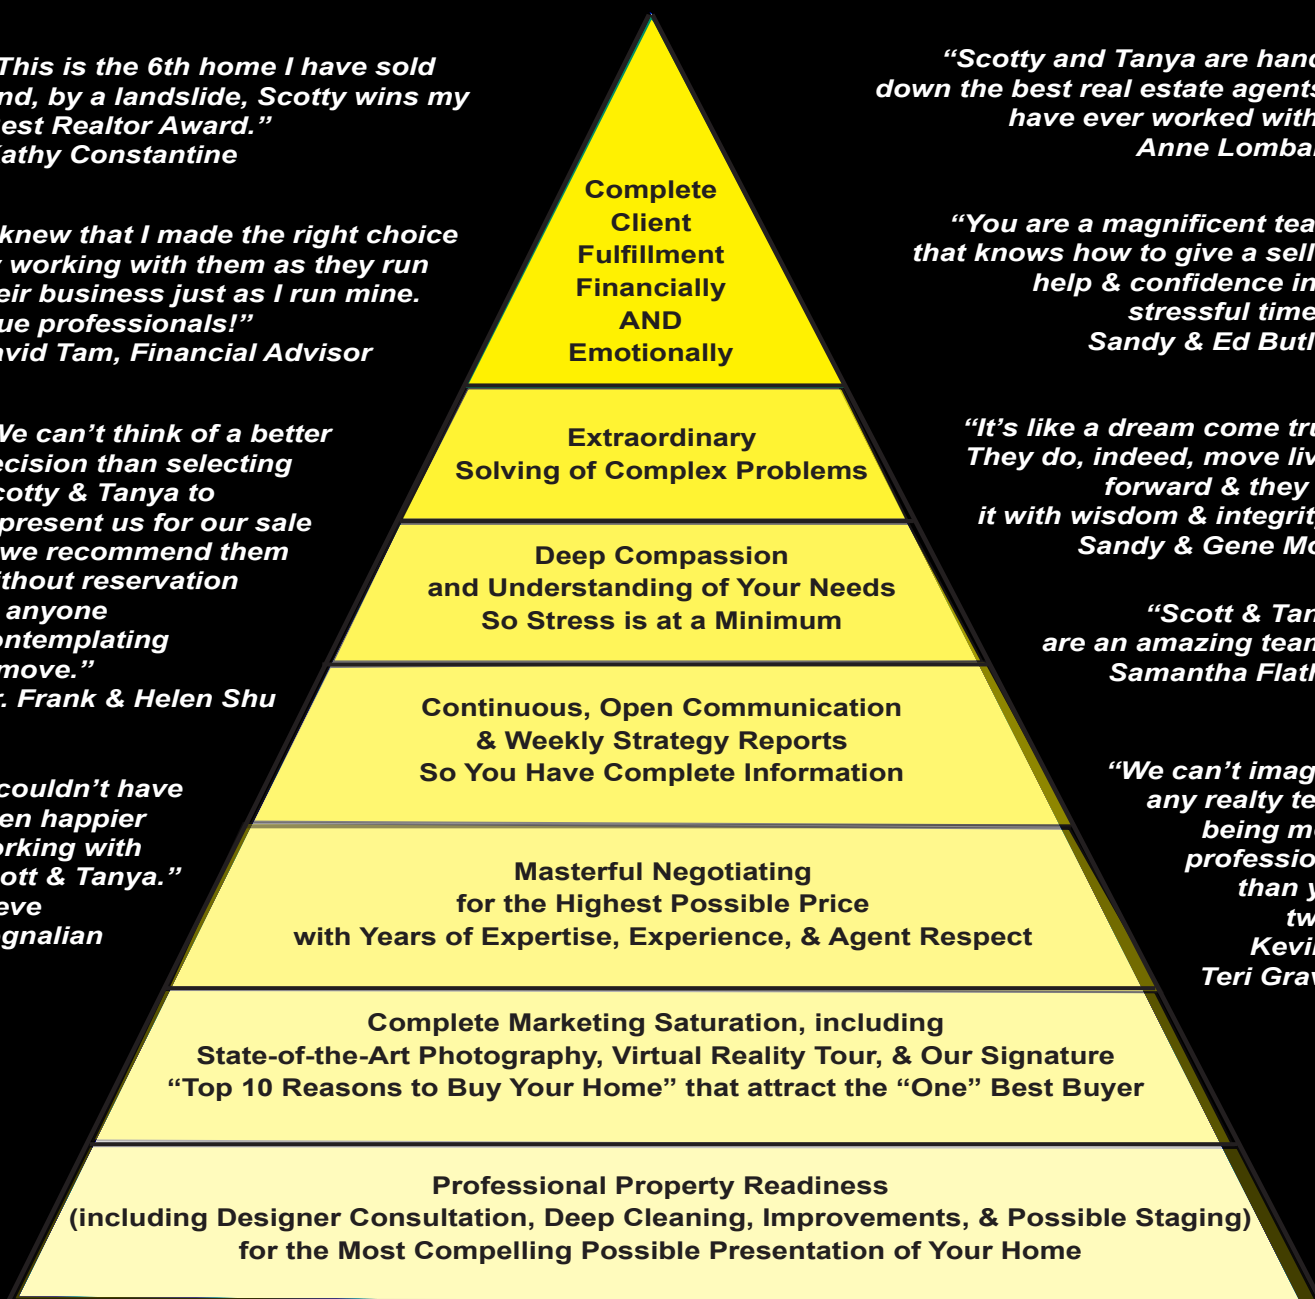 This is the 6th home I have sold
nd, by a landslide, Scotty wins my
est Realtor Award.”
Kathy Constantine
knew that I made the right choice
y working with them as they run
eir business just as I run mine.
ue professionals!”
avid Tam, Financial Advisor
We can’t think of a better
ecision than selecting
cotty & Tanya to
present us for our sale
we recommend them
ithout reservation
anyone
ontemplating
move.”
r. Frank & Helen Shu
couldn’t have
en happier
orking with
ott & Tanya.”
eve
gnalian
Complete
Client
Fulfillment
Financially
AND
Emotionally
Extraordinary
Solving of Complex Problems
Deep Compassion
and Understanding of Your Needs
So Stress is at a Minimum
Continuous, Open Communication
& Weekly Strategy Reports
So You Have Complete Information
Masterful Negotiating
for the Highest Possible Price
with Years of Expertise, Experience, & Agent Respect
Complete Marketing Saturation, including
State-of-the-Art Photography, Virtual Reality Tour, & Our Signature
“Top 10 Reasons to Buy Your Home” that attract the “One” Best Buyer
Professional Property Readiness
(including Designer Consultation, Deep Cleaning, Improvements, & Possible Staging)
for the Most Compelling Possible Presentation of Your Home
“Scotty and Tanya are hand
down the best real estate agents
have ever worked with
Anne Lomba
“You are a magnificent tea
that knows how to give a sell
help & confidence in
stressful time
Sandy & Ed Butl
“It’s like a dream come tru
They do, indeed, move liv
forward & they
it with wisdom & integrity
Sandy & Gene Mo
“Scott & Tan
are an amazing team
Samantha Flath
“We can’t imag
any realty te
being mo
professio
than y
tw
Kevin
Teri Grav